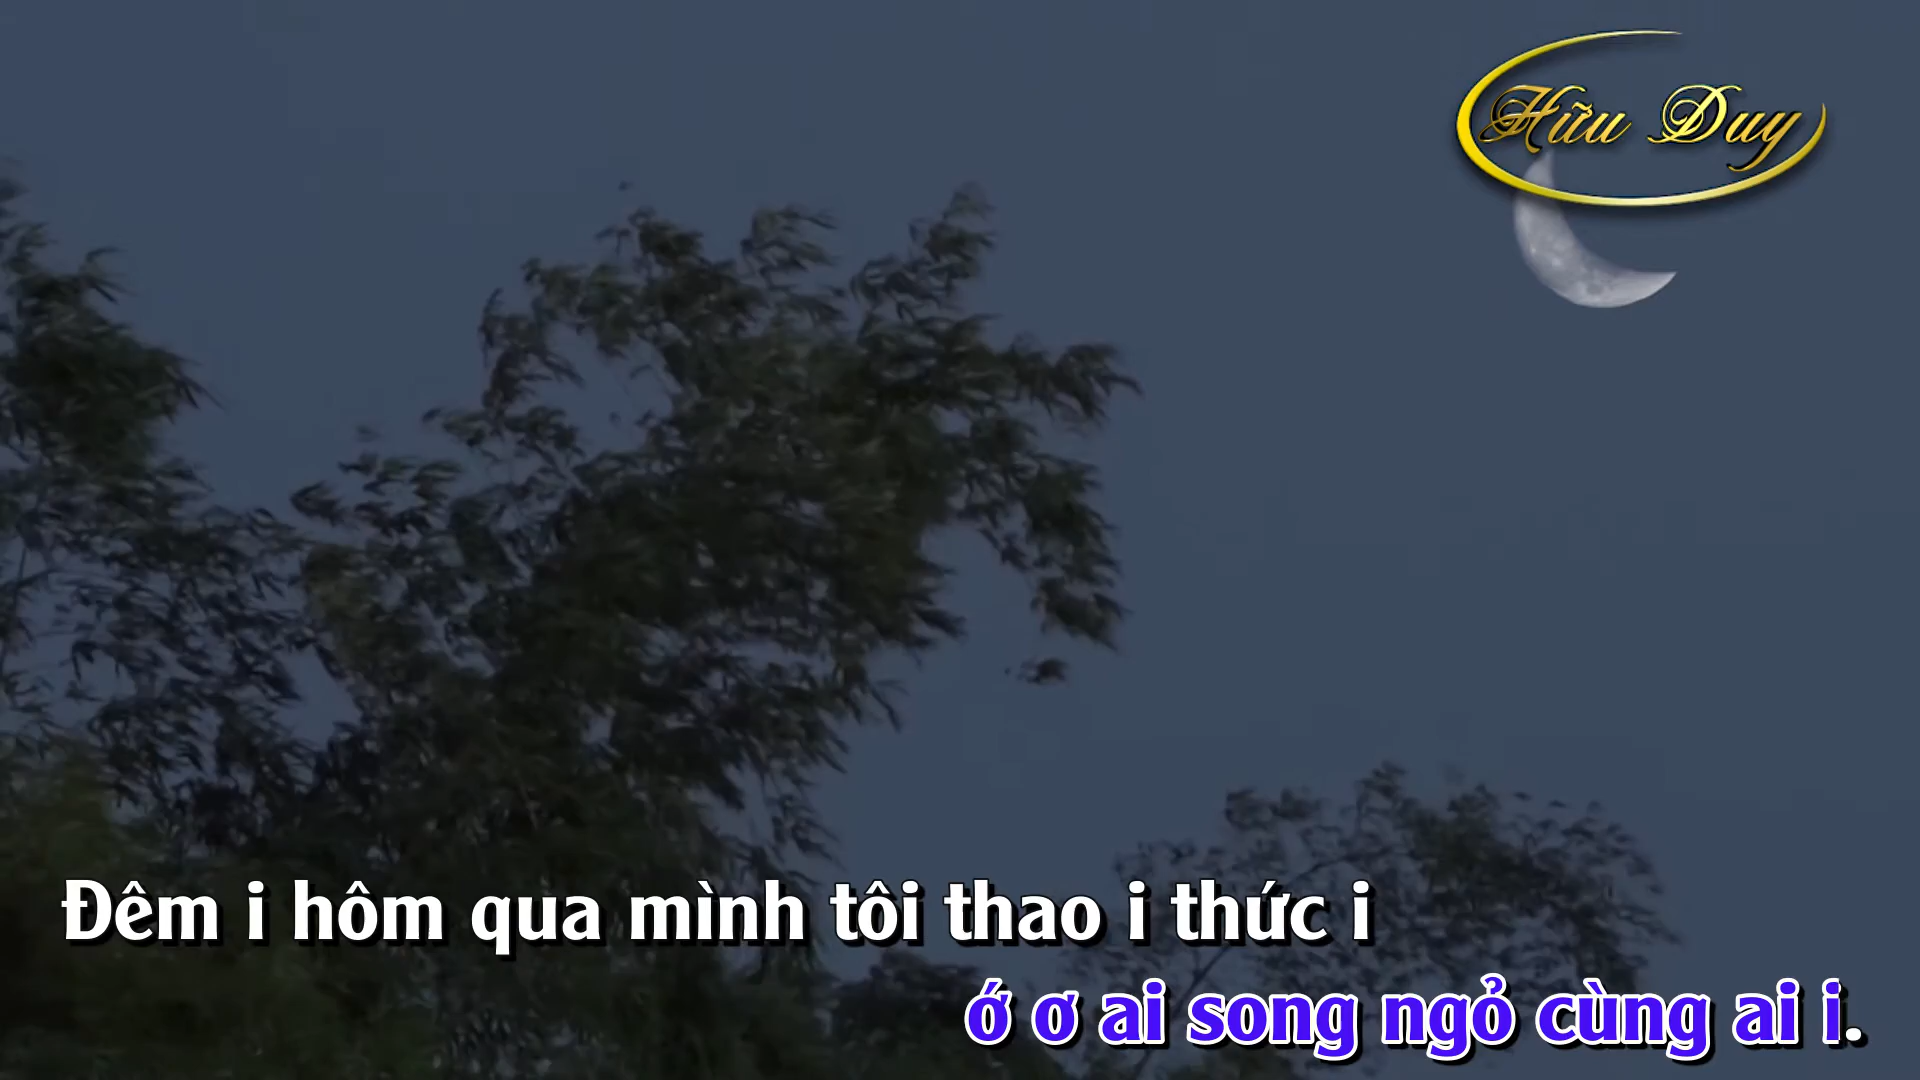 Hữu Duy
Đêm i hôm qua mình tôi thao i thức i
ớ ơ ai song ngỏ cùng ai i.